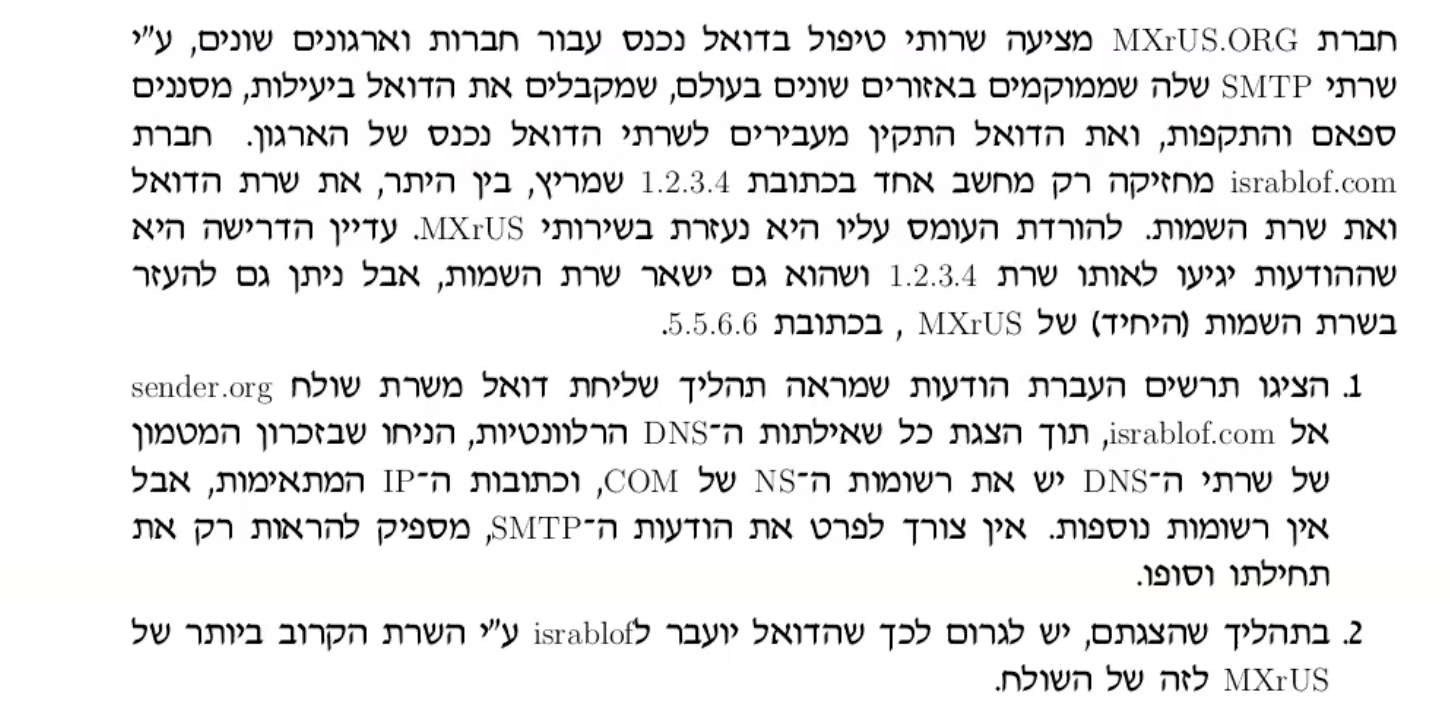 חברת MXrUS.ORG מציעה שרותי טיפול בדואל נכנס עבור חברות וארגונים שונים, ע"י
שרתי SMTP שלה שממוקמים באזורים שונים בעולם, שמקבלים את הדואל ביעילות, מסננים
ספאם והתקפות, ואת הדואל התקין מעבירים לשרתי הדואל נכנס של הארגון. חברת
israblof.com מחזיקה רק מחשב אחד בכתובת 1.2.3.4 שמריץ, בין היתר, את שרת הדואל
ואת שרת השמות. להורדת העומס עליו היא נעזרת בשירותי MXrUS. עדיין הדרישה היא
שההודעות יגיעו לאותו שרת 1.2.3.4 ושהוא גם ישאר שרת השמות, אבל ניתן גם להעזר
בשרת השמות (היחיד) של MXrUS , בכתובת 5.5.6.6.
1. הציגו תרשים העברת הודעות שמראה תהליך שליחת דואל משרת שולח sender.org
אל israblof.com, תוך הצגת כל שאילתות ה־DNS הרלוונטיות, הניחו שבזכרון המטמון
של שרתי ה־DNS יש את רשומות ה־NS של COM, וכתובות ה־IP המתאימות, אבל
אין רשומות נוספות. אין צורך לפרט את הודעות ה־SMTP, מספיק להראות רק את
תחילתו וסופו.
2. בתהליך שהצגתם, יש לגרום לכך שהדואל יועבר לisrablof ע"י השרת הקרוב ביותר של
MXrUS לזה של השולח.